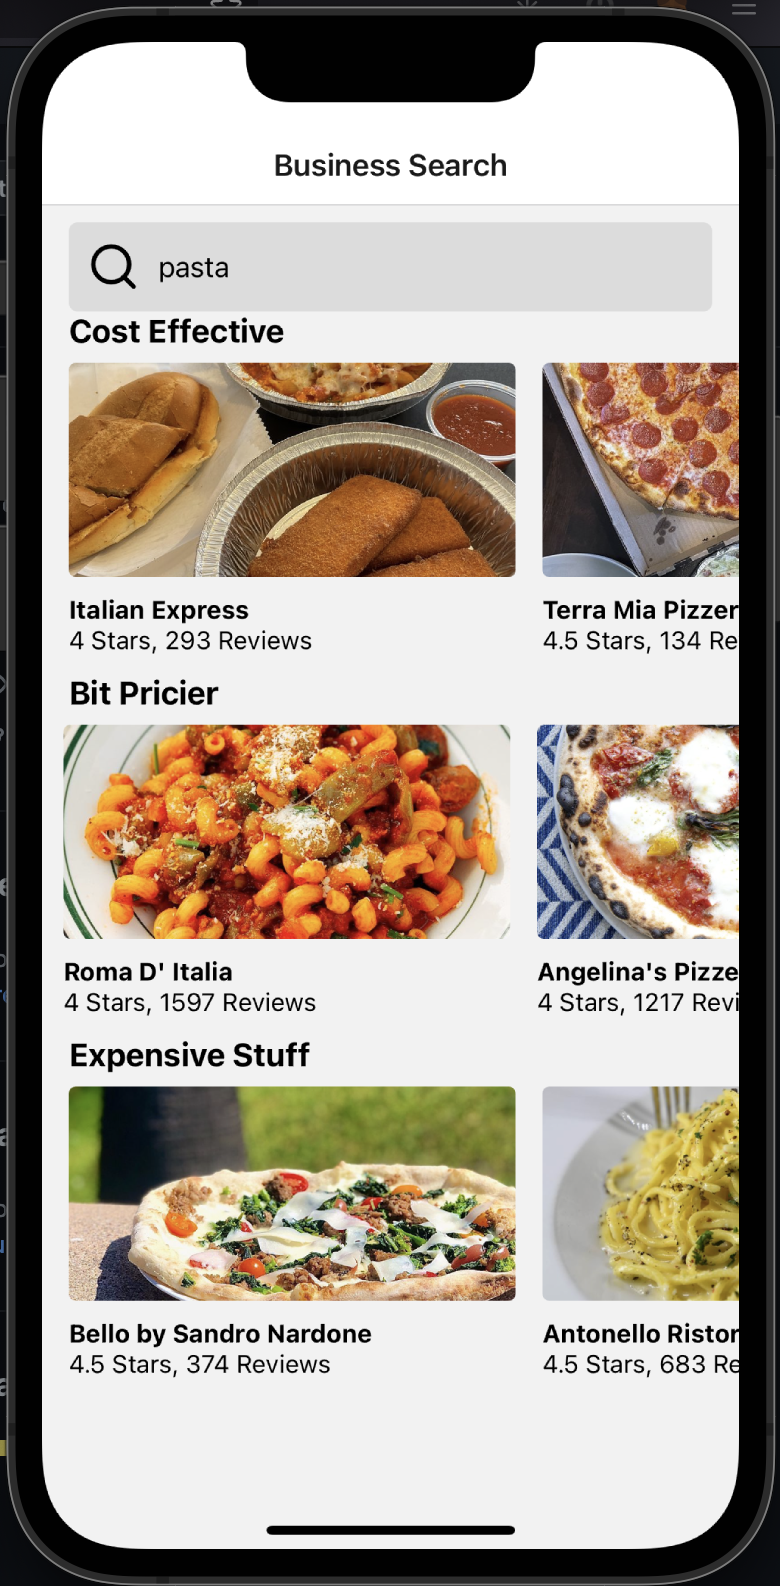 Business Search
pasta
Cost Effective
Italian Express
4 Stars, 293 Reviews
Terra Mia Pizzer
4.5 Stars, 134 Re
Bit Pricier
Roma D' Italia
4 Stars, 1597 Reviews
Angelina's Pizze
4 Stars, 1217 Revi
Expensive Stuff
Bello by Sandro Nardone
4.5 Stars, 374 Reviews
Antonello Ristor
4.5 Stars, 683 Re